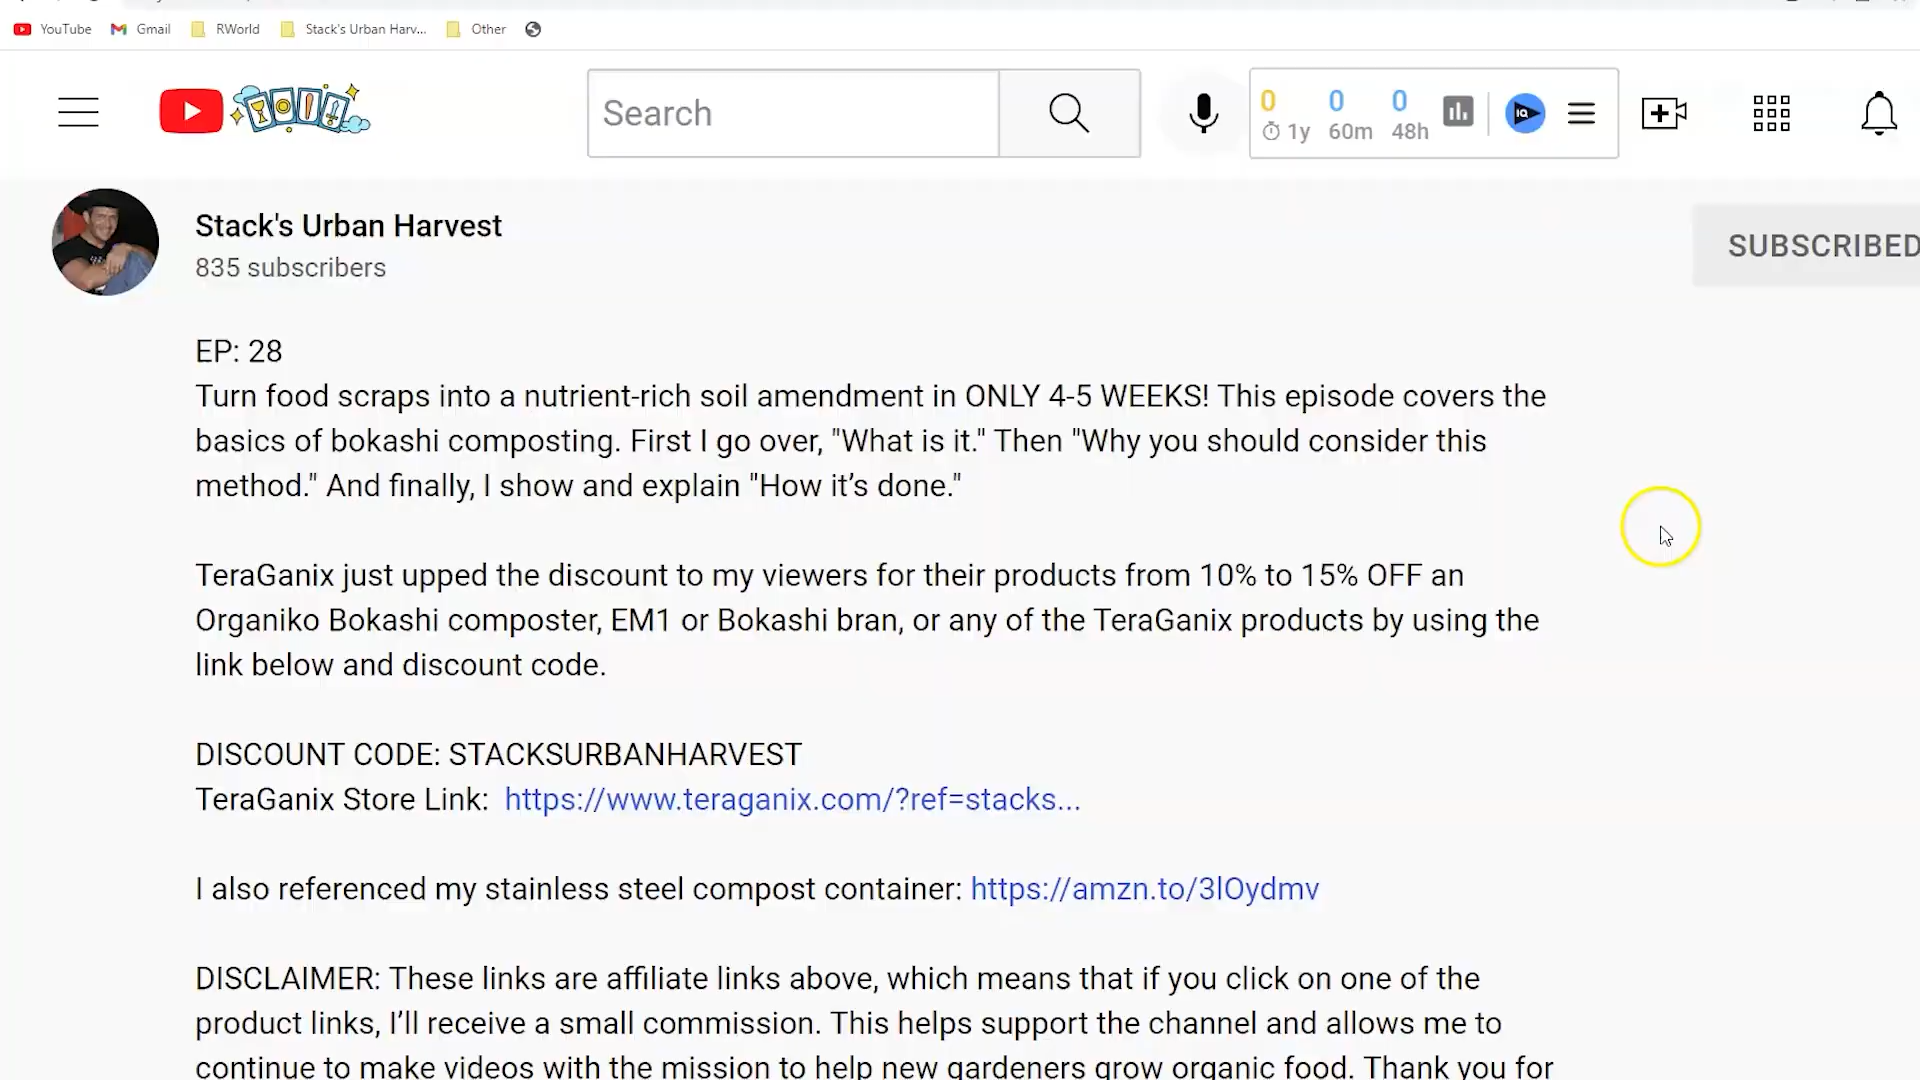 YouTube Gmail RWorld Stack's Urban Harv... Other
Search
0 0 0
1y 60m 48h
IQ
Stack's Urban Harvest
835 subscribers
SUBSCRIBED
EP: 28
Turn food scraps into a nutrient-rich soil amendment in ONLY 4-5 WEEKS! This episode covers the
basics of bokashi composting. First I go over, "What is it." Then "Why you should consider this
method." And finally, I show and explain "How it’s done."
TeraGanix just upped the discount to my viewers for their products from 10% to 15% OFF an
Organiko Bokashi composter, EM1 or Bokashi bran, or any of the TeraGanix products by using the
link below and discount code.
DISCOUNT CODE: STACKSURBANHARVEST
TeraGanix Store Link: https://www.teraganix.com/?ref=stacks...
I also referenced my stainless steel compost container: https://amzn.to/3lOydmv
DISCLAIMER: These links are affiliate links above, which means that if you click on one of the
product links, I’ll receive a small commission. This helps support the channel and allows me to
continue to make videos with the mission to help new gardeners grow organic food. Thank you for